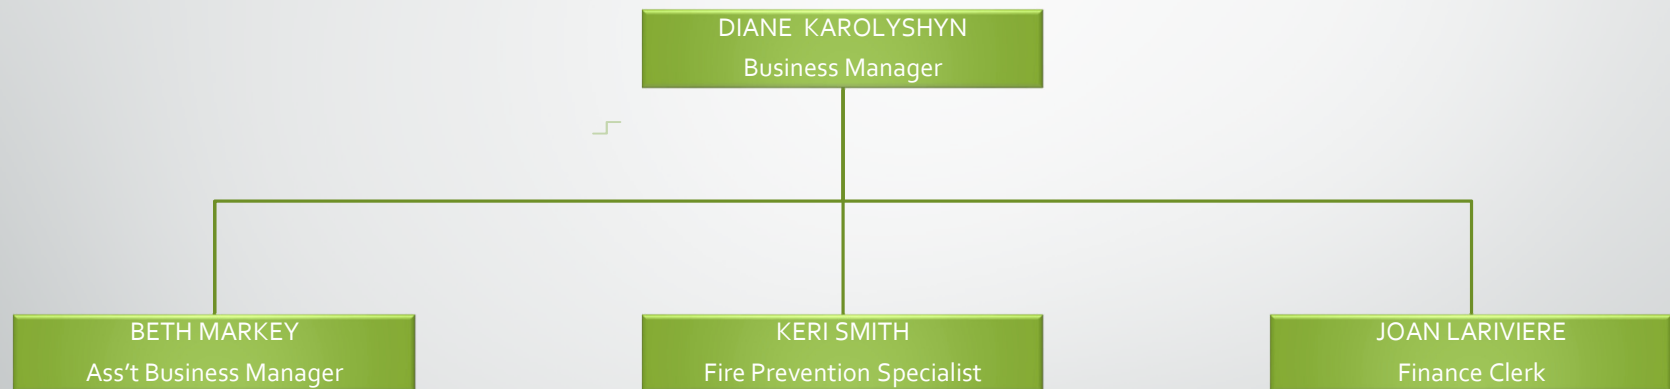 DIANE  KAROLYSHYN
Business Manager
BETH MARKEY
Ass’t Business Manager
KERI SMITH
Fire Prevention Specialist
JOAN LARIVIERE
Finance Clerk